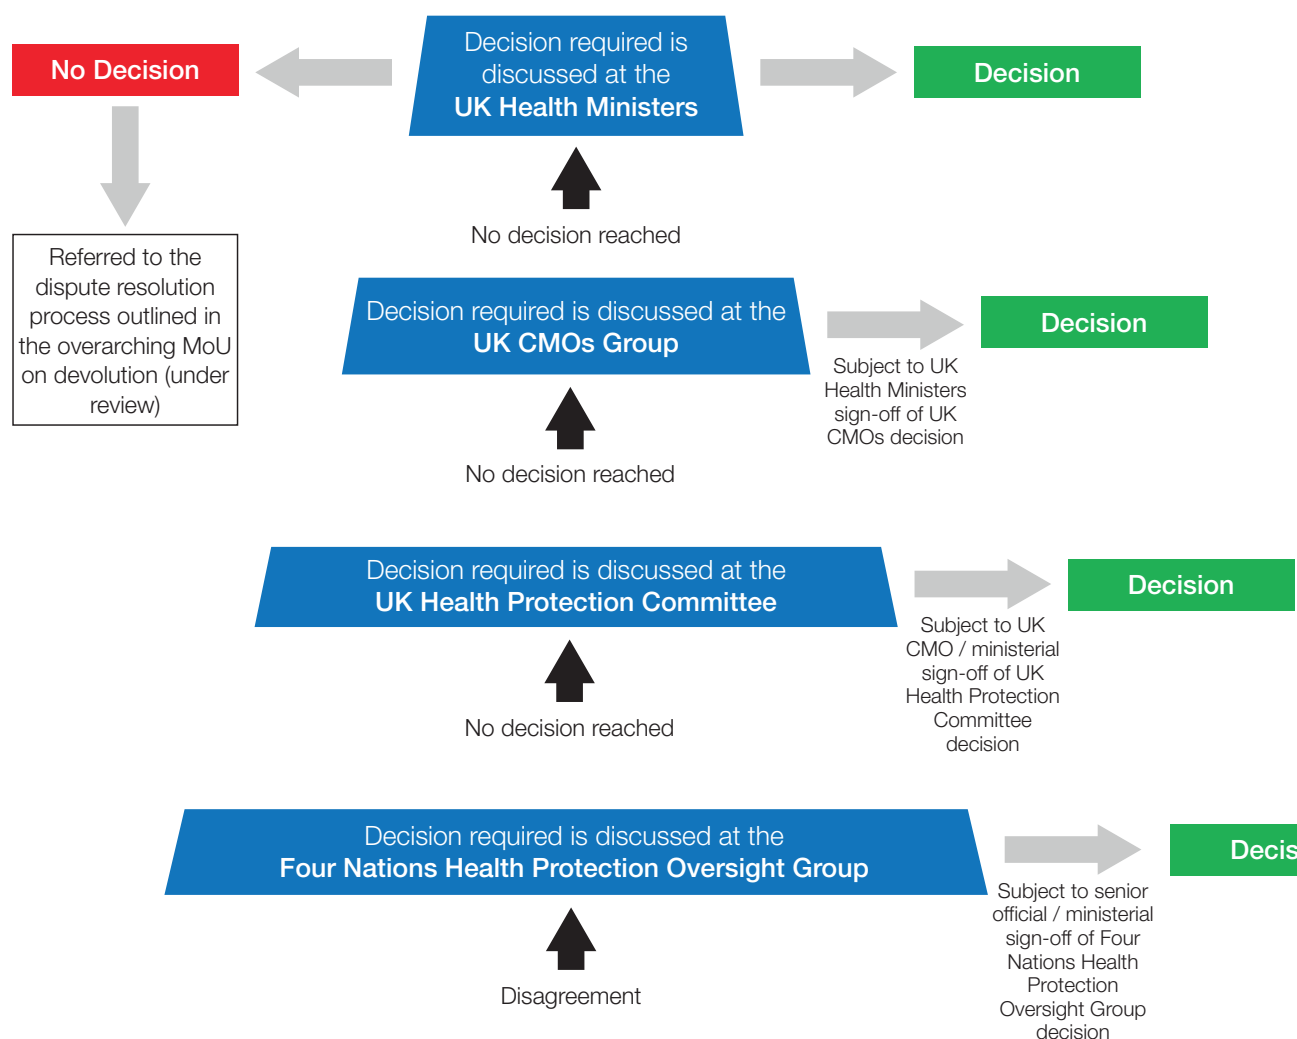 No Decision
Decision required is
discussed at the
UK Health Ministers
Decision
No decision reached
Referred to the
dispute resolution
process outlined in
the overarching MoU
on devolution (under
review)
Decision required is discussed at the
UK CMOs Group
Decision
Subject to UK
Health Ministers
sign-off of UK
CMOs decision
No decision reached
Decision required is discussed at the
UK Health Protection Committee
Decision
Subject to UK
CMO / ministerial
sign-off of UK
Health Protection
Committee
decision
No decision reached
Decision required is discussed at the
Four Nations Health Protection Oversight Group
Decis
Subject to senior
official / ministerial
sign-off of Four
Nations Health
Protection
Oversight Group
decision
Disagreement